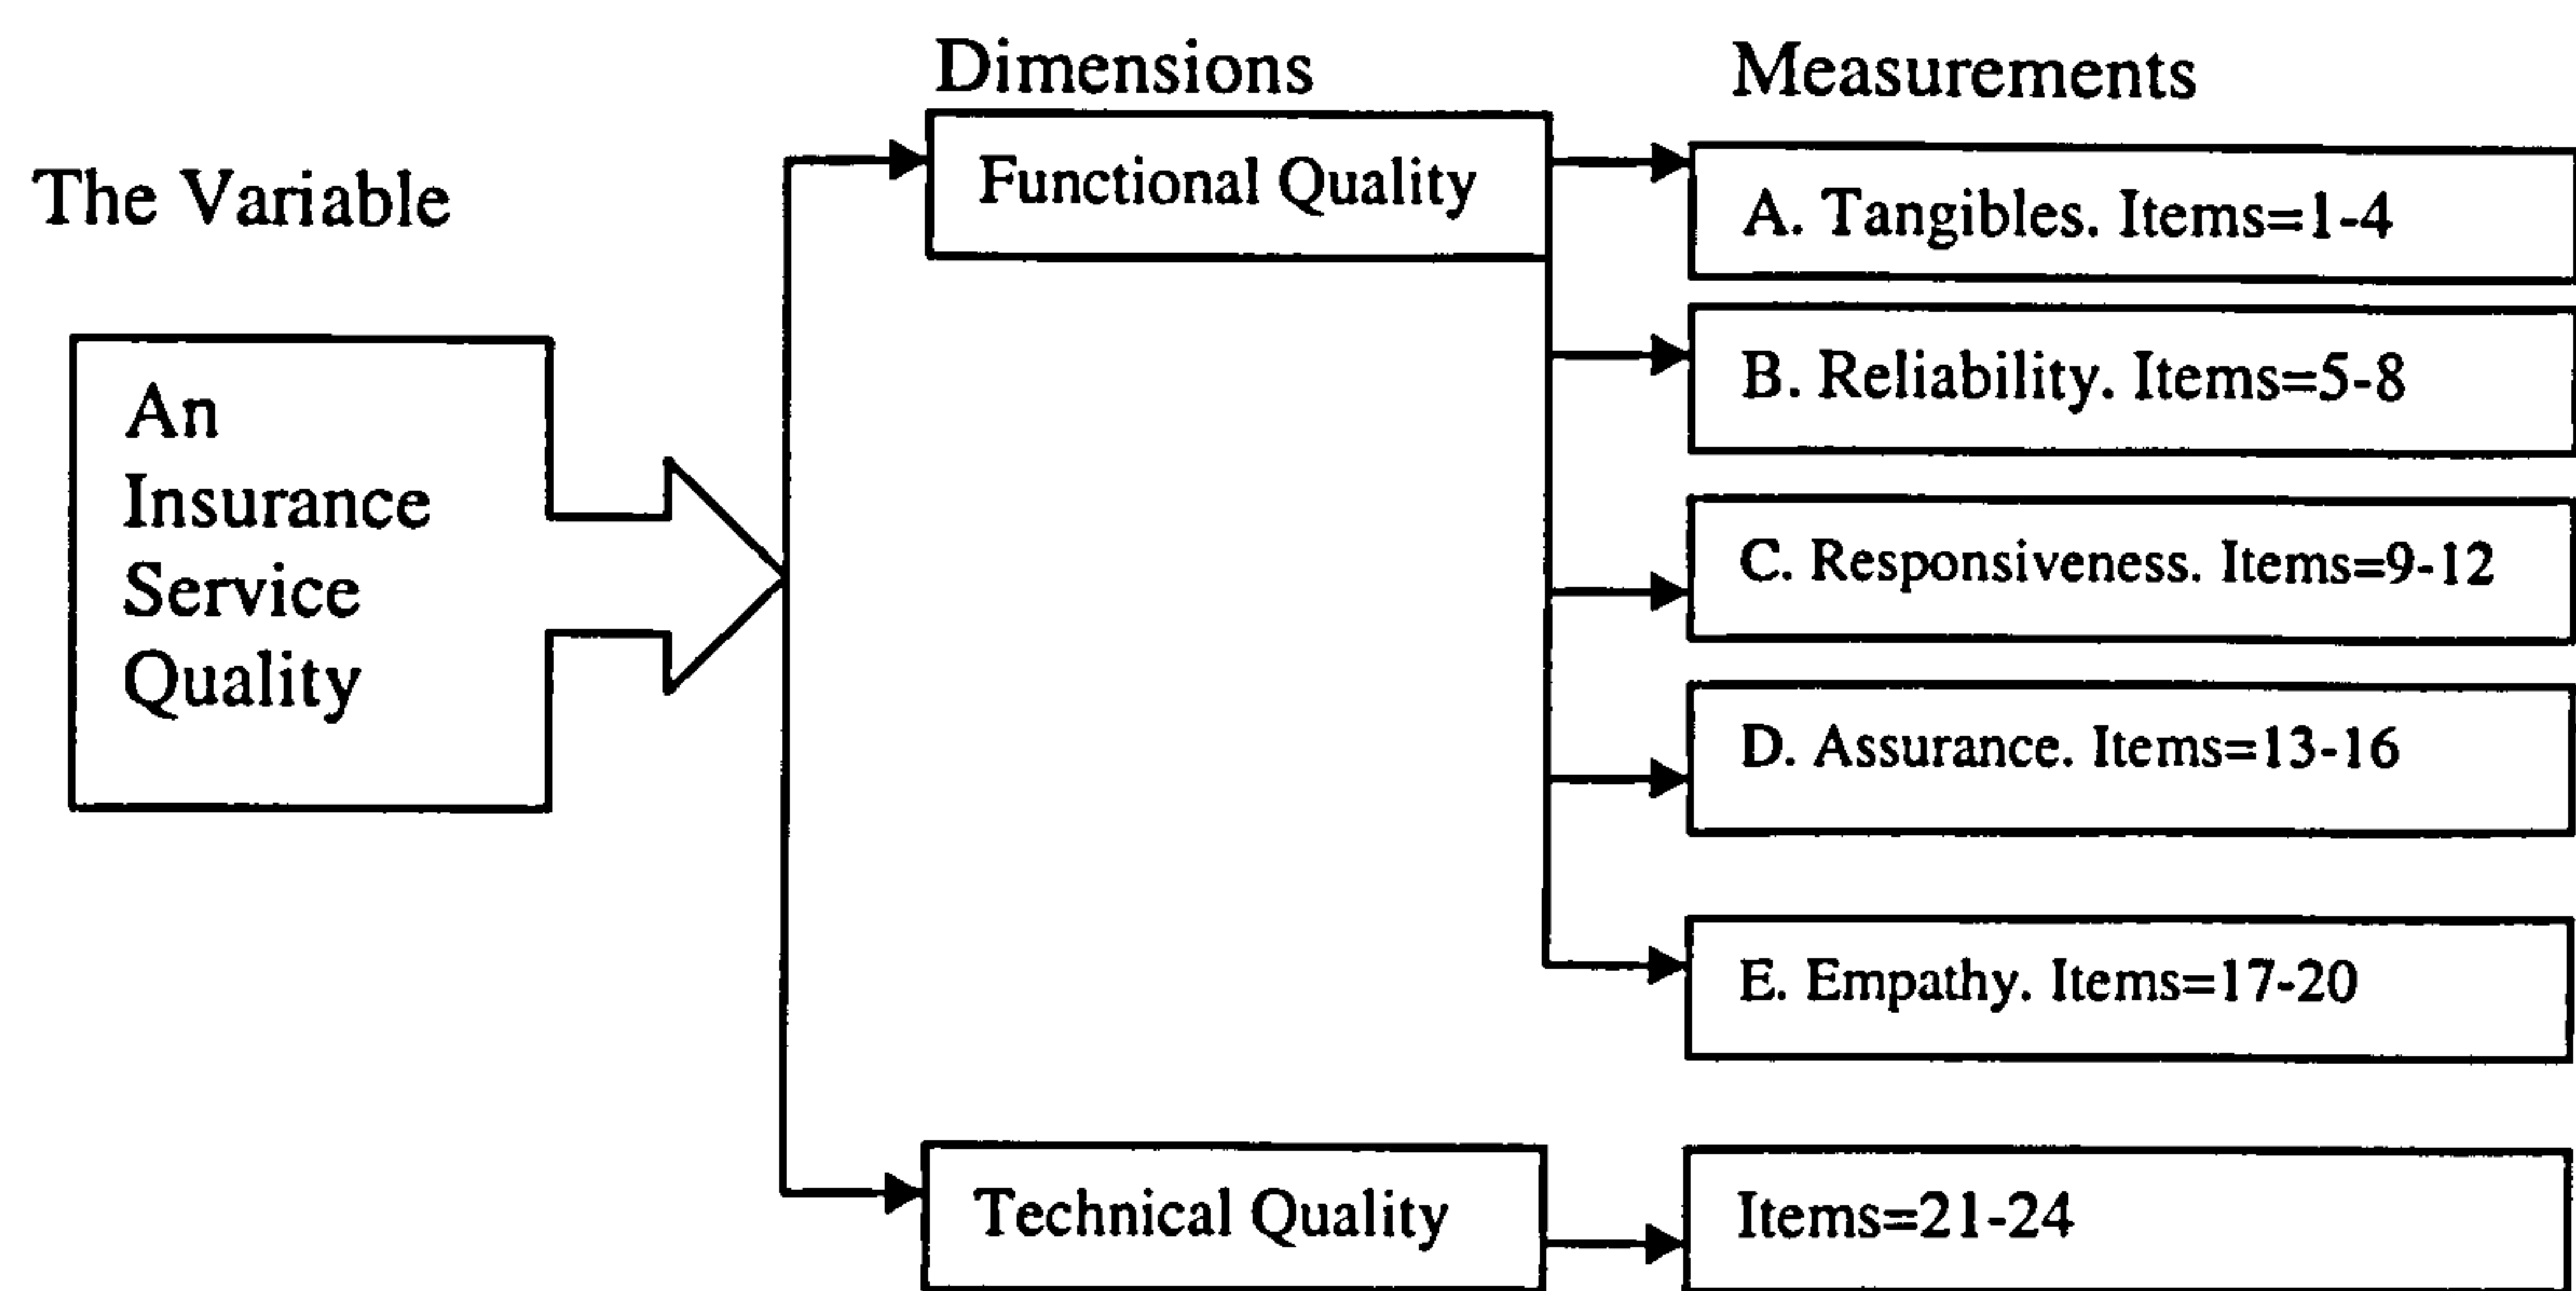 Dimensions
Measurements
The Variable
Functional Quality
A. Tangibles. Items=1-4
B. Reliability. Items=5-8
An
Insurance
Service
Quality
C. Responsiveness. Items=9-12
D. Assurance. Items=13-16
E. Empathy. Items=17-20
Technical Quality
Items=21-24